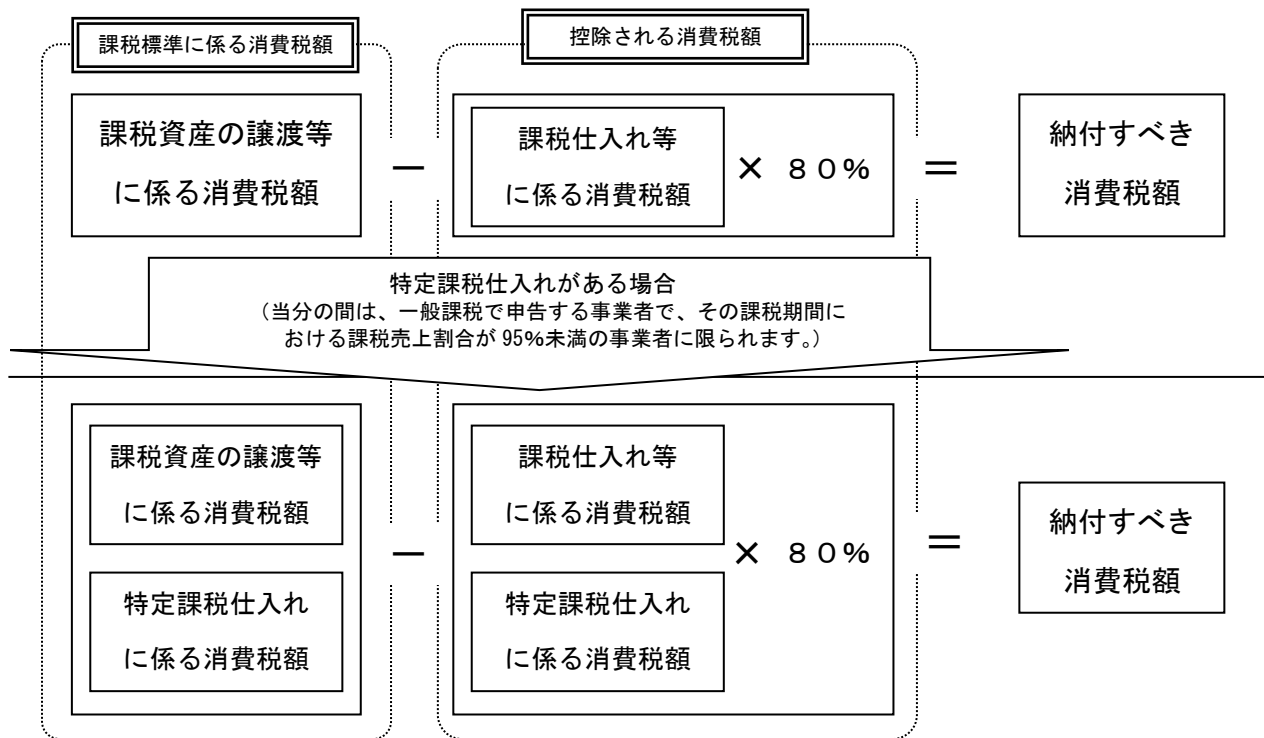 課税標準に係る消費税額
控除される消費税額
課税資産の譲渡等
に係る消費税額
－
課税仕入れ等
に係る消費税額
× ８０％
＝
納付すべき
消費税額
特定課税仕入れがある場合
（当分の間は、一般課税で申告する事業者で、その課税期間に
おける課税売上割合が 95％未満の事業者に限られます。）
課税資産の譲渡等
に係る消費税額
特定課税仕入れ
に係る消費税額
－
課税仕入れ等
に係る消費税額
特定課税仕入れ
に係る消費税額
× ８０％
＝
納付すべき
消費税額